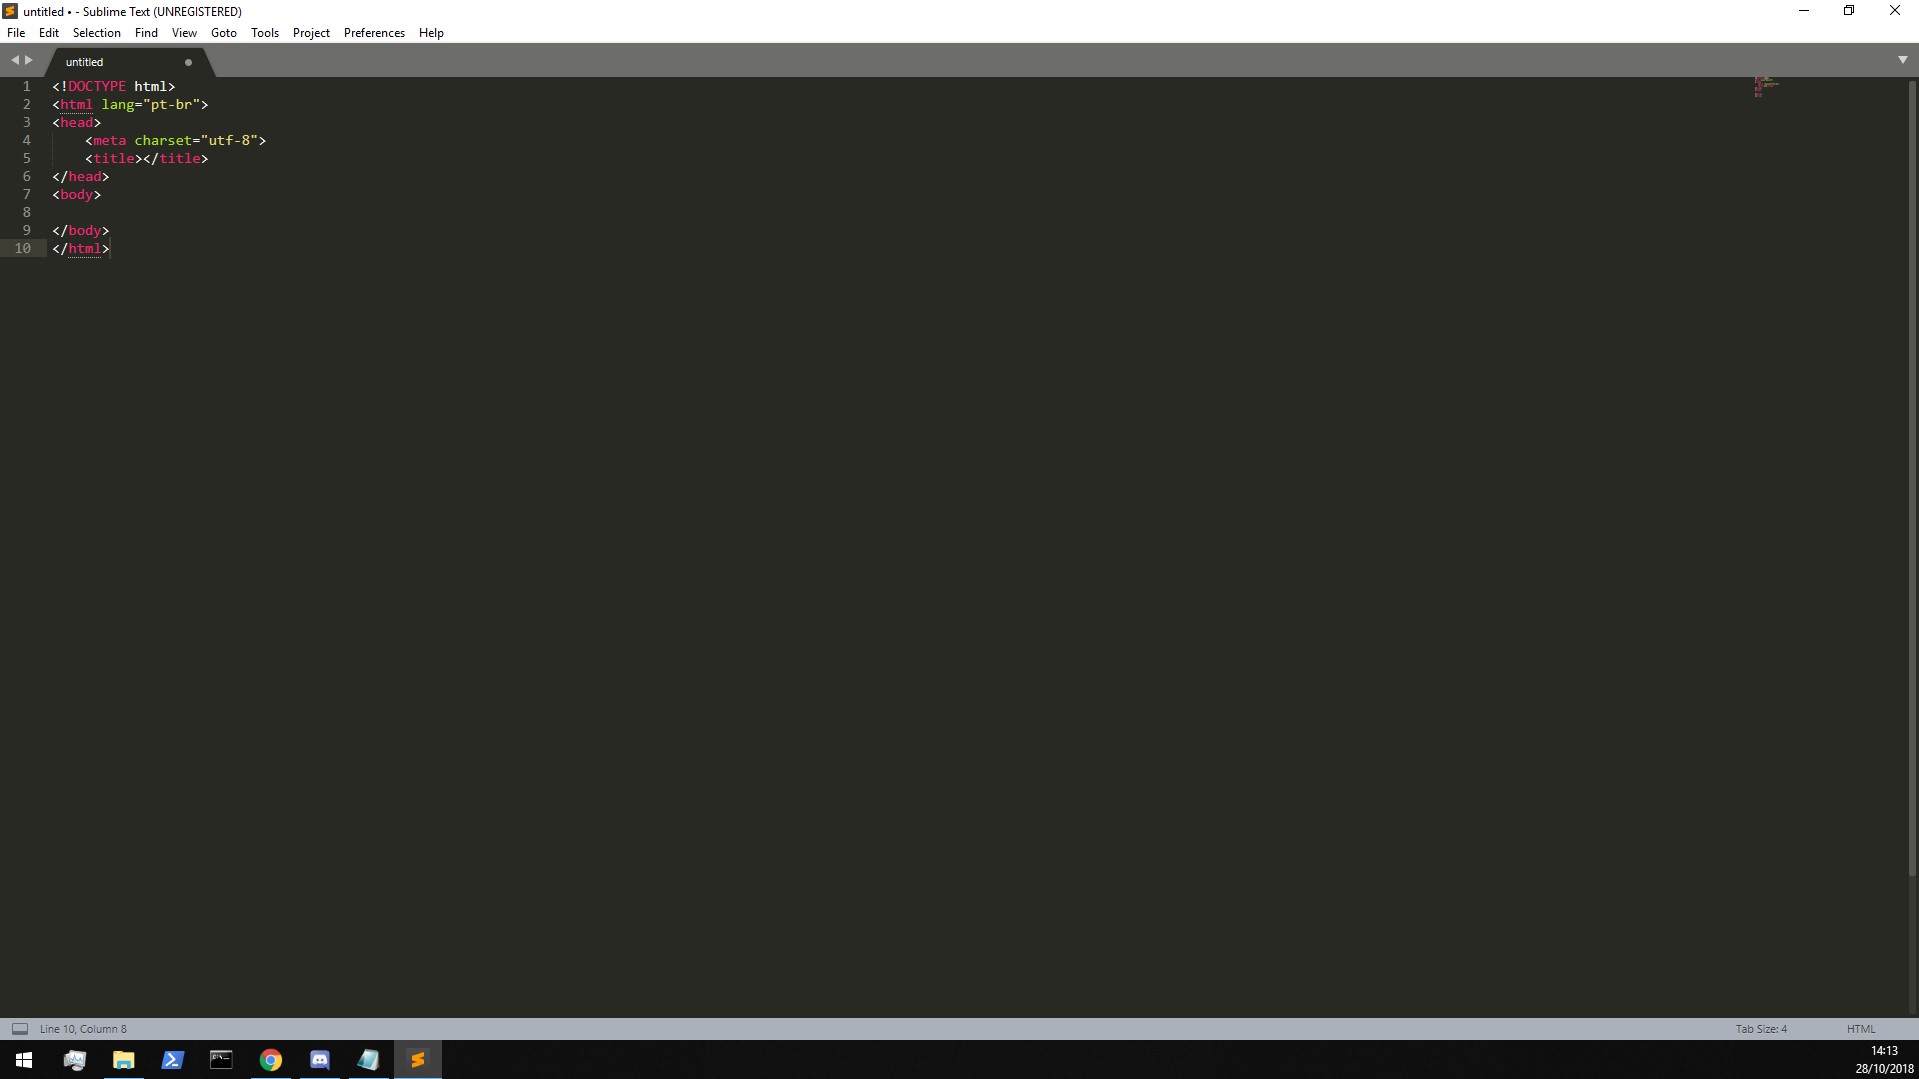 untitled • - Sublime Text (UNREGISTERED)
File Edit Selection Find View Goto Tools Project Preferences Help
untitled
1 <!DOCTYPE html>
2 <html lang="pt-br">
3 <head>
4     <meta charset="utf-8">
5     <title></title>
6 </head>
7 <body>
8
9 </body>
10 </html>
Line 10, Column 8 Tab Size: 4 HTML
14:13
28/10/2018